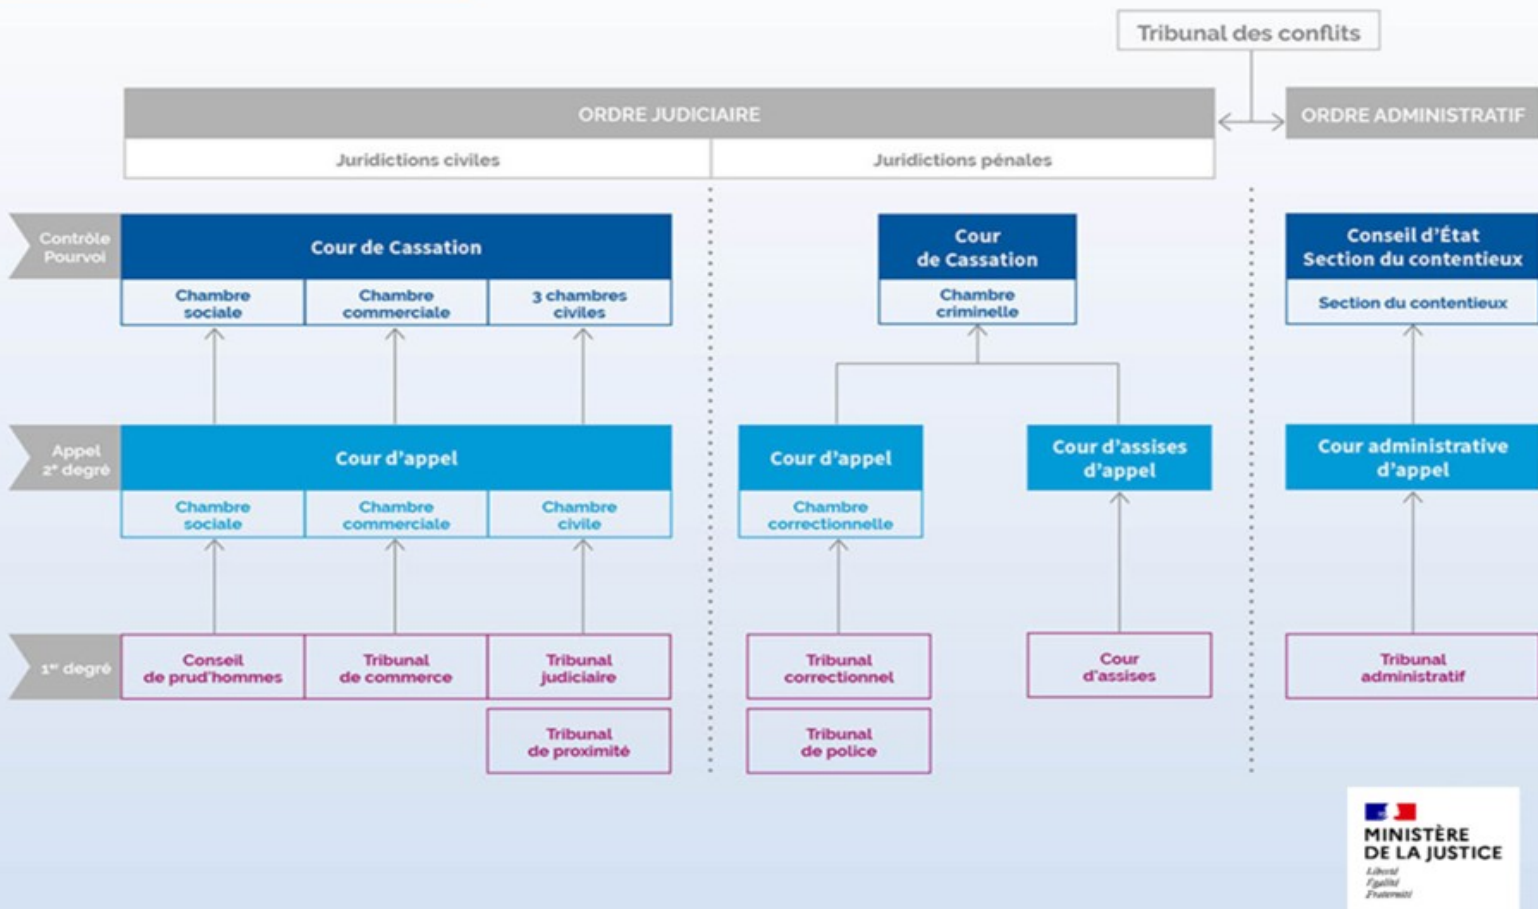 Tribunal des conflits
ORDRE JUDICIAIRE
ORDRE ADMINISTRATIF
Juridictions civiles
Juridictions pénales
Contrôle
Pourvoi
Cour de Cassation
Chambre
sociale
Chambre
commerciale
3 chambres
civiles
Cour
de Cassation
Chambre
criminelle
Conseil d'État
Section du contentieux
Section du contentieux
Appel
2e degré
Cour d'appel
Chambre
sociale
Chambre
commerciale
Chambre
civile
Cour d'appel
Chambre
correctionnelle
Cour d'assises
d'appel
Cour administrative
d'appel
1er degré
Conseil
de prud'hommes
Tribunal
de commerce
Tribunal
judiciaire
Tribunal
de proximité
Tribunal
correctionnel
Tribunal
de police
Cour
d'assises
Tribunal
administratif
MINISTÈRE
DE LA JUSTICE
Liberté
Égalité
Fraternité